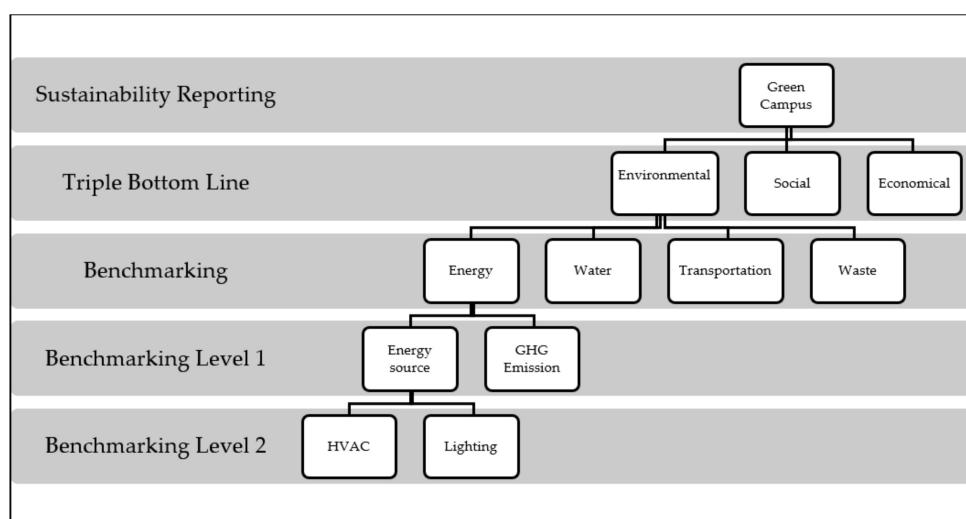 Sustainability Reporting
Green
Campus
Triple Bottom Line
Environmental
Social
Economical
Benchmarking
Energy
Water
Transportation
Waste
Benchmarking Level 1
Energy
source
GHG
Emission
Benchmarking Level 2
HVAC
Lighting